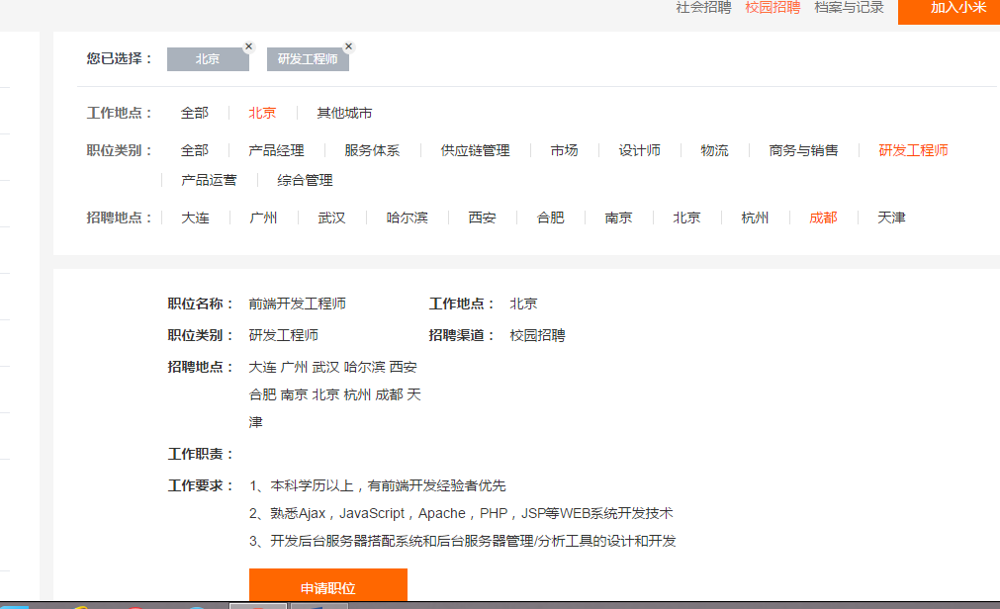 社会招聘 校园招聘 档案与记录 加入小米
您已选择： 北京 × 研发工程师 ×
工作地点： 全部 北京 其他城市
职位类别： 全部 产品经理 服务体系 供应链管理 市场 设计师 物流 商务与销售 研发工程师
产品运营 综合管理
招聘地点： 大连 广州 武汉 哈尔滨 西安 合肥 南京 北京 杭州 成都 天津
职位名称： 前端开发工程师 工作地点： 北京
职位类别： 研发工程师 招聘渠道： 校园招聘
招聘地点： 大连 广州 武汉 哈尔滨 西安
合肥 南京 北京 杭州 成都 天
津
工作职责：
工作要求： 1、本科学历以上，有前端开发经验者优先
2、熟悉Ajax，JavaScript，Apache，PHP，JSP等WEB系统开发技术
3、开发后台服务器搭配系统和后台服务器管理/分析工具的设计和开发
申请职位